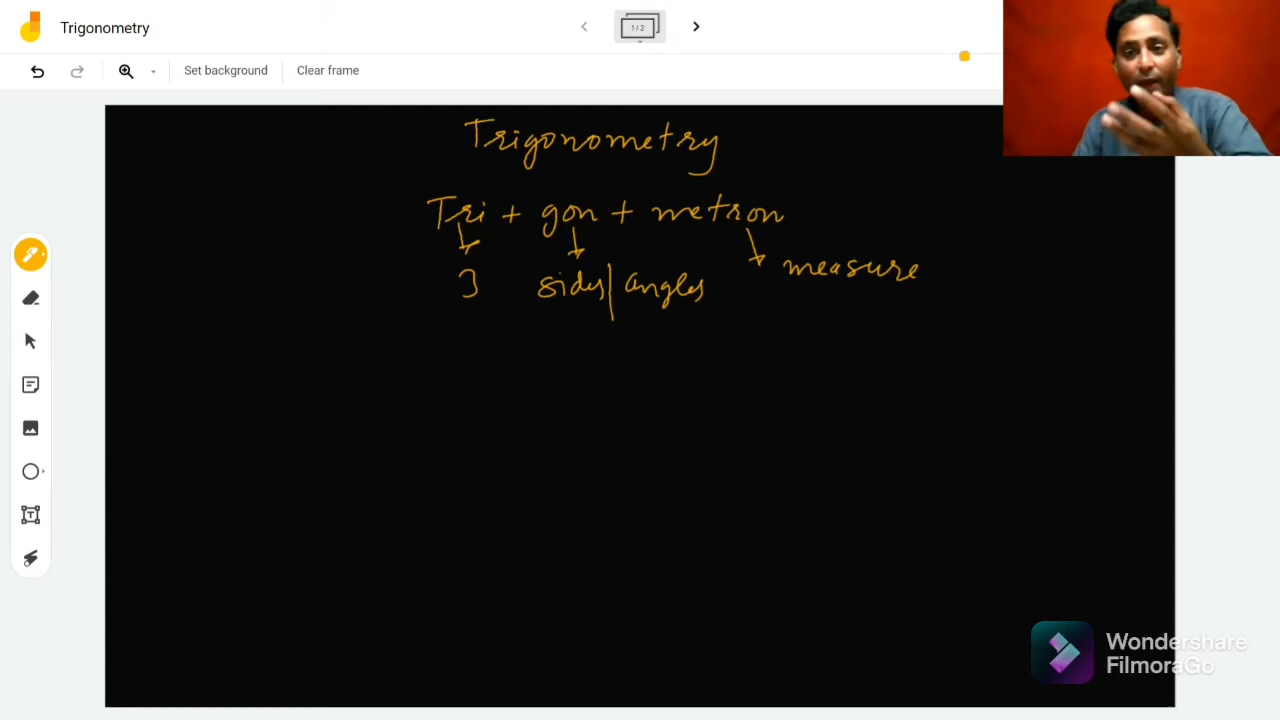 Trigonometry
1/2
Set background
Clear frame
Trigonometry
Tri + gon + metron
3 sides/angles measure
Wondershare
FilmoraGo